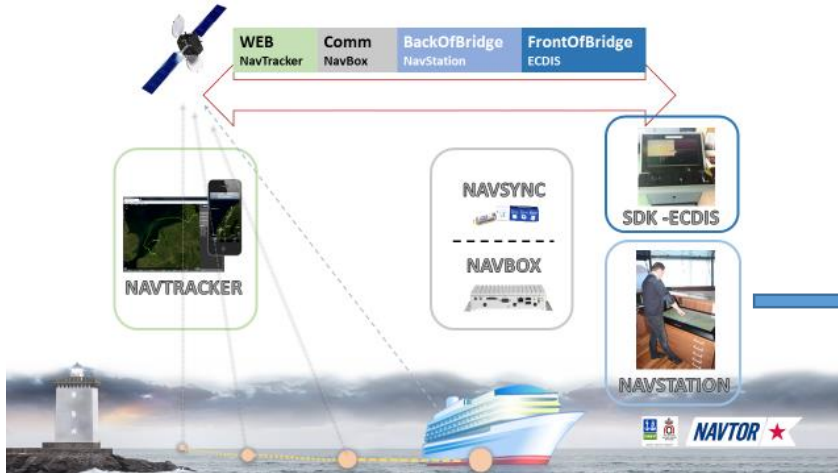 WEB
NavTracker
Comm
NavBox
BackOfBridge
NavStation
FrontOfBridge
ECDIS
NAVTRACKER
NAVSYNC
NAVBOX
SDK -ECDIS
NAVSTATION
NAVTOR